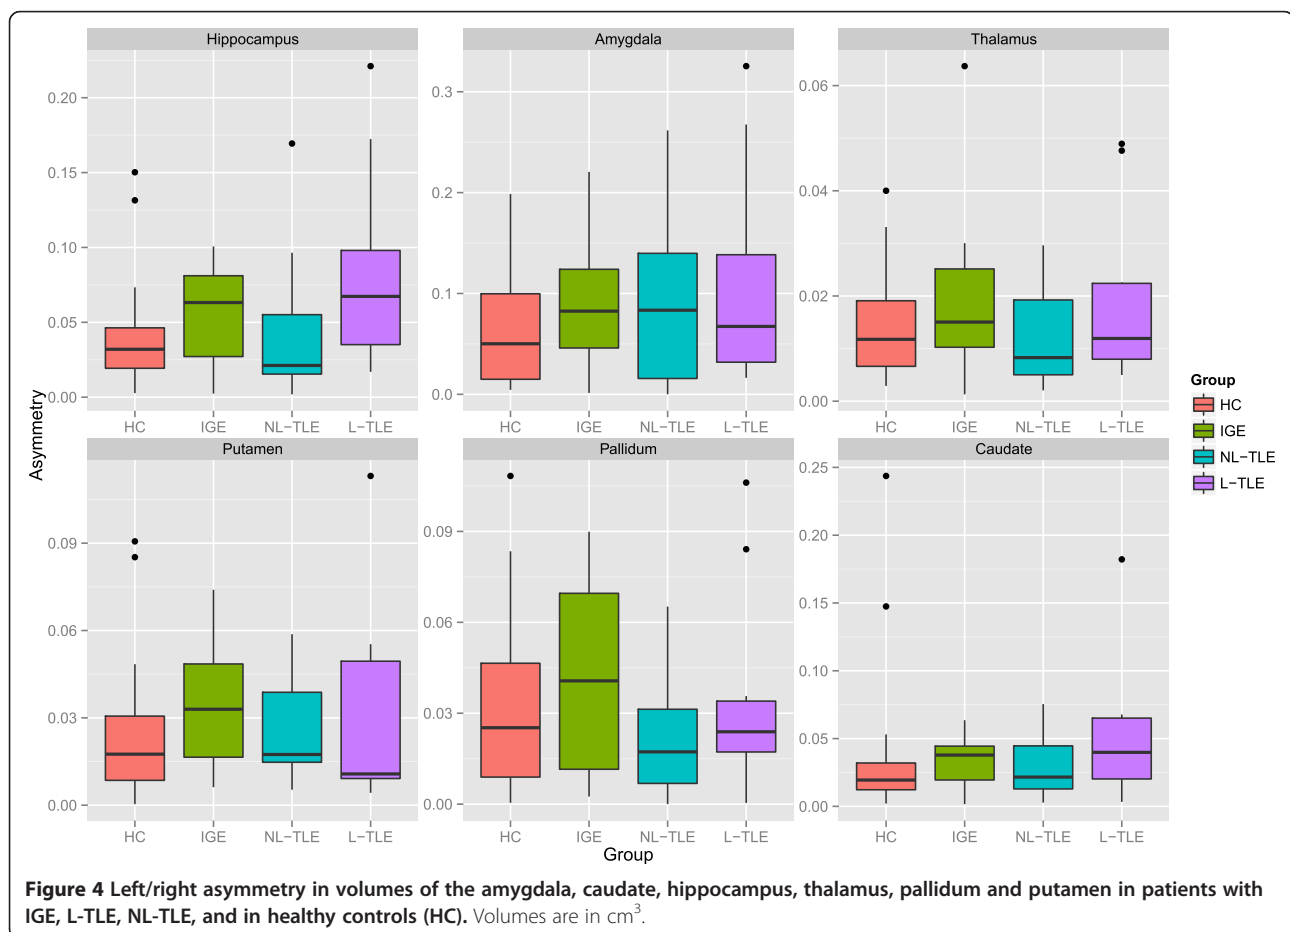 Hippocampus Amygdala Thalamus
0.20
0.15
0.10
0.05
0.00
0.3
0.2
0.1
0.0
0.06
0.04
0.02
0.00
HC IGE NL−TLE L−TLE HC IGE NL−TLE L−TLE HC IGE NL−TLE L−TLE
Asymmetry
Putamen Pallidum Caudate
0.09
0.06
0.03
0.00
0.09
0.06
0.03
0.00
0.25
0.20
0.15
0.10
0.05
0.00
HC IGE NL−TLE L−TLE HC IGE NL−TLE L−TLE HC IGE NL−TLE L−TLE
Group
Group
HC
IGE
NL−TLE
L−TLE
Figure 4 Left/right asymmetry in volumes of the amygdala, caudate, hippocampus, thalamus, pallidum and putamen in patients with
IGE, L-TLE, NL-TLE, and in healthy controls (HC). Volumes are in cm³.